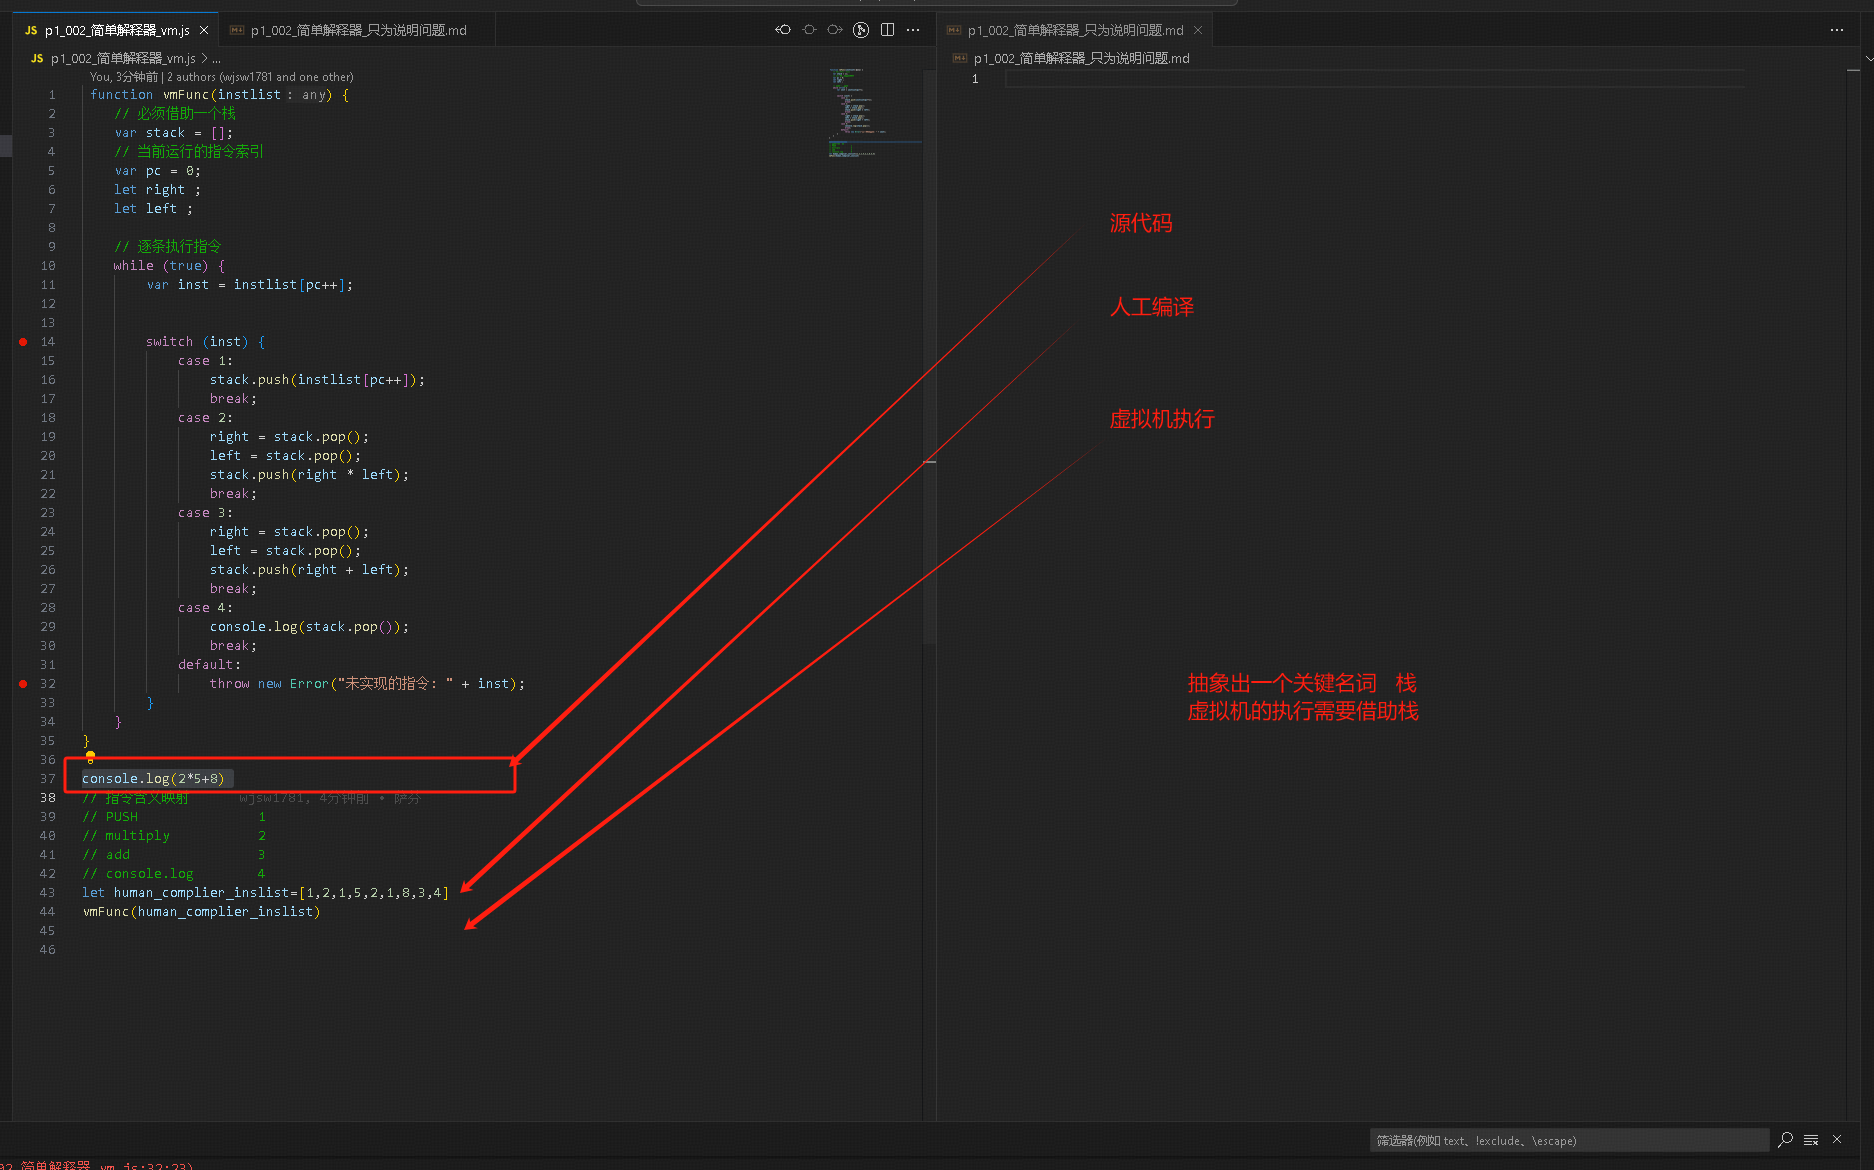 JS p1_002_简单解释器_vm.js × p1_002_简单解释器_只为说明问题.md
JS p1_002_简单解释器_vm.js > ...
You, 3分钟前 | 2 authors (wjsw1781 and one other)
1 function vmFunc(instlist: any) {
2 // 必须借助一个栈
3 var stack = [];
4 // 当前运行的指令索引
5 var pc = 0;
6 let right ;
7 let left ;
8
9 // 逐条执行指令
10 while (true) {
11 var inst = instlist[pc++];
12
13
14 switch (inst) {
15 case 1:
16 stack.push(instlist[pc++]);
17 break;
18 case 2:
19 right = stack.pop();
20 left = stack.pop();
21 stack.push(right * left);
22 break;
23 case 3:
24 right = stack.pop();
25 left = stack.pop();
26 stack.push(right + left);
27 break;
28 case 4:
29 console.log(stack.pop());
30 break;
31 default:
32 throw new Error("未实现的指令: " + inst);
33 }
34 }
35 }
36
37 console.log(2*5+8)
38 // 指令含义映射 wjsw1781, 4分钟前 • 萨芬
39 // PUSH 1
40 // multiply 2
41 // add 3
42 // console.log 4
43 let human_complier_inslist=[1,2,1,5,2,1,8,3,4]
44 vmFunc(human_complier_inslist)
45
46
p1_002_简单解释器_只为说明问题.md ×
p1_002_简单解释器_只为说明问题.md
1
源代码
人工编译
虚拟机执行
抽象出一个关键名词 栈
虚拟机的执行需要借助栈
筛选器(例如 text、!exclude、\escape)
02_简单解释器_vm.js:32:23)